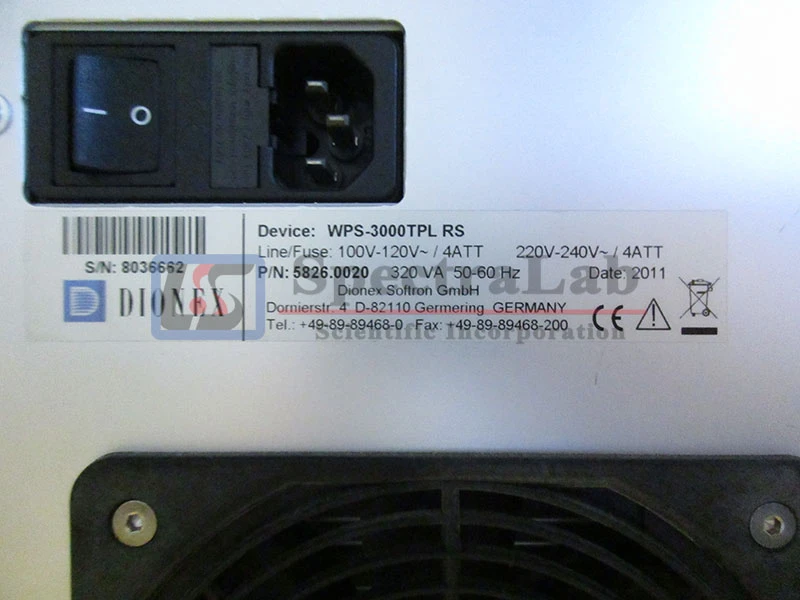 Device: WPS-3000TPL RS
Line/Fuse: 100V-120V~ / 4ATT 220V-240V~ / 4ATT
S/N: 8036662
P/N: 5826.0020 320 VA 50-60 Hz Date: 2011
Dionex Softron GmbH
DIONEX
Dornierstr. 4 D-82110 Germering GERMANY
Tel.: +49-89-89468-0 Fax: +49-89-89468-200
CE
SpectraLab
Scientific Incorporation